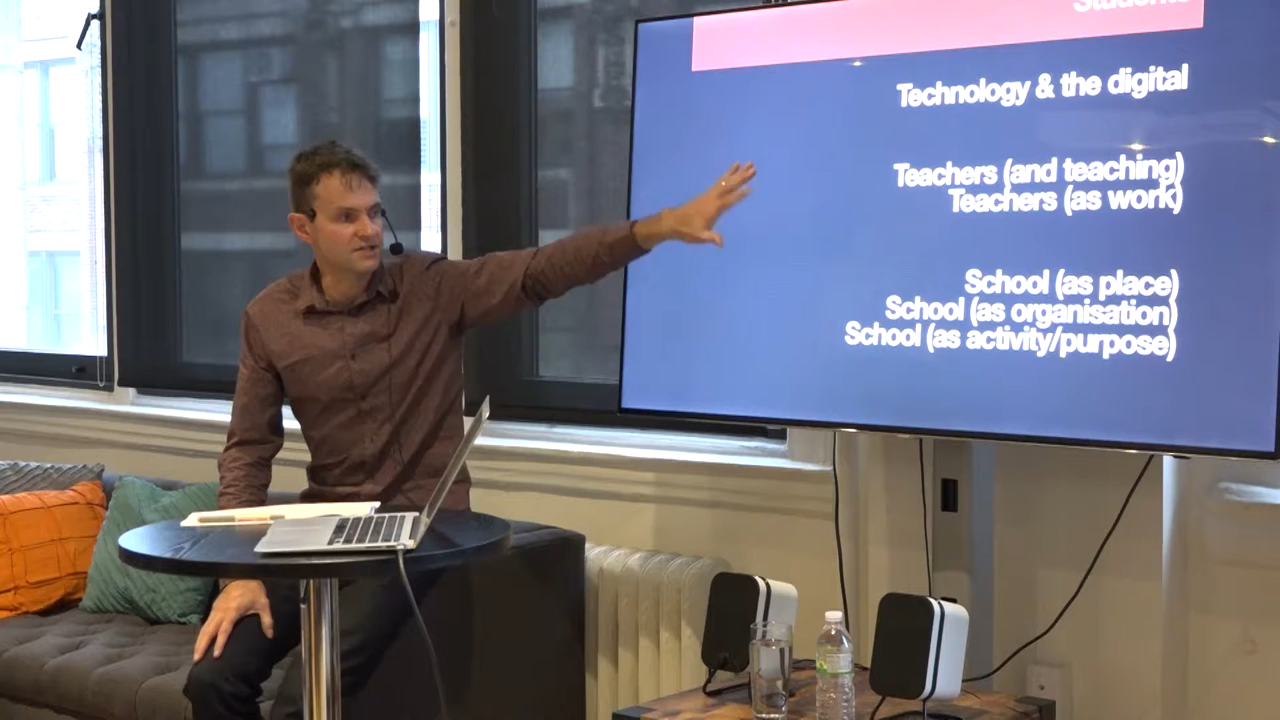 Students
Technology & the digital
Teachers (and teaching)
Teachers (as work)
School (as place)
School (as organisation)
School (as activity/purpose)